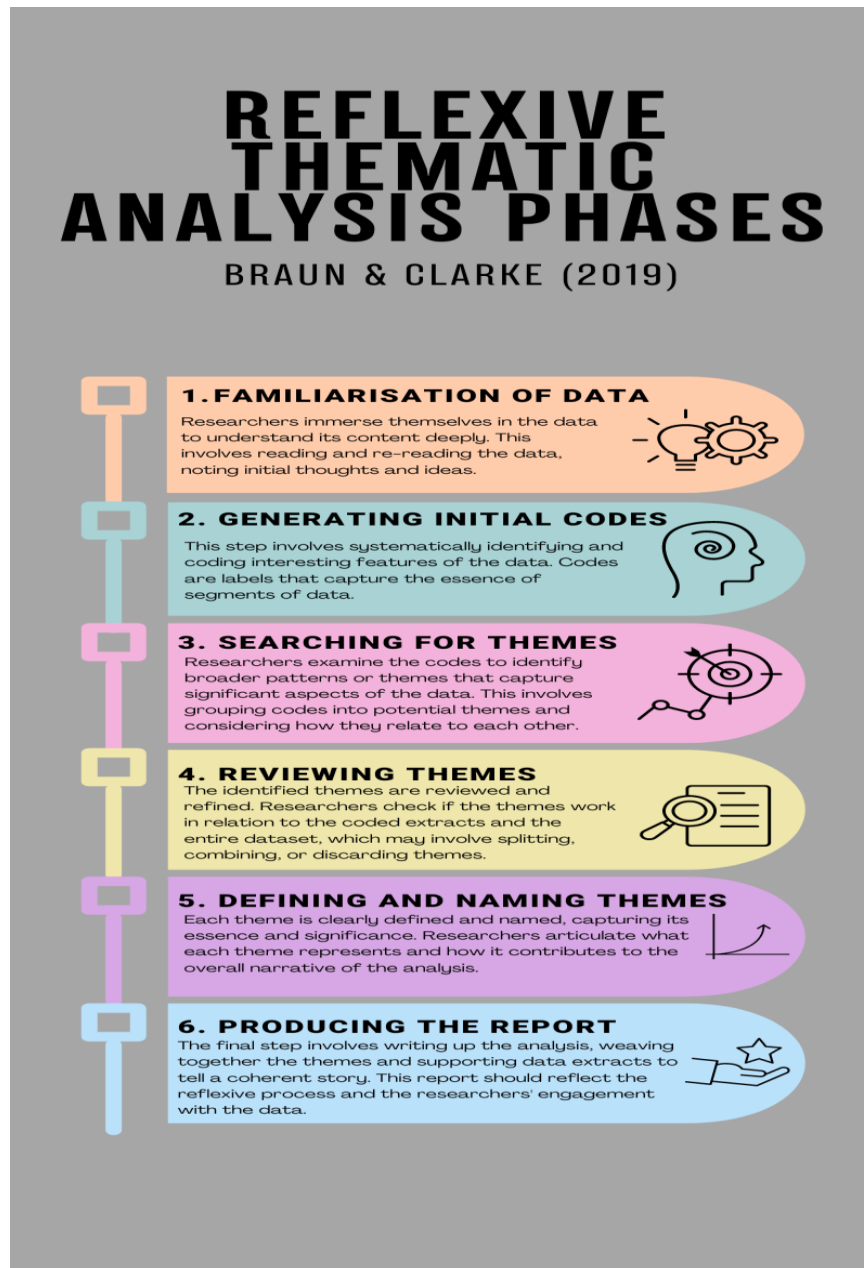 REFLEXIVE
THEMATIC
ANALYSIS PHASES
BRAUN & CLARKE (2019)
1. FAMILIARISATION OF DATA
Researchers immerse themselves in the data
to understand its content deeply. This
involves reading and re-reading the data,
noting initial thoughts and ideas.
2. GENERATING INITIAL CODES
This step involves systematically identifying and
coding interesting features of the data. Codes
are labels that capture the essence of
segments of data.
3. SEARCHING FOR THEMES
Researchers examine the codes to identify
broader patterns or themes that capture
significant aspects of the data. This involves
grouping codes into potential themes and
considering how they relate to each other.
4. REVIEWING THEMES
The identified themes are reviewed and
refined. Researchers check if the themes work
in relation to the coded extracts and the
entire dataset, which may involve splitting,
combining, or discarding themes.
5. DEFINING AND NAMING THEMES
Each theme is clearly defined and named, capturing its
essence and significance. Researchers articulate what
each theme represents and how it contributes to the
overall narrative of the analysis.
6. PRODUCING THE REPORT
The final step involves writing up the analysis, weaving
together the themes and supporting data extracts to
tell a coherent story. This report should reflect the
reflexive process and the researchers' engagement
with the data.